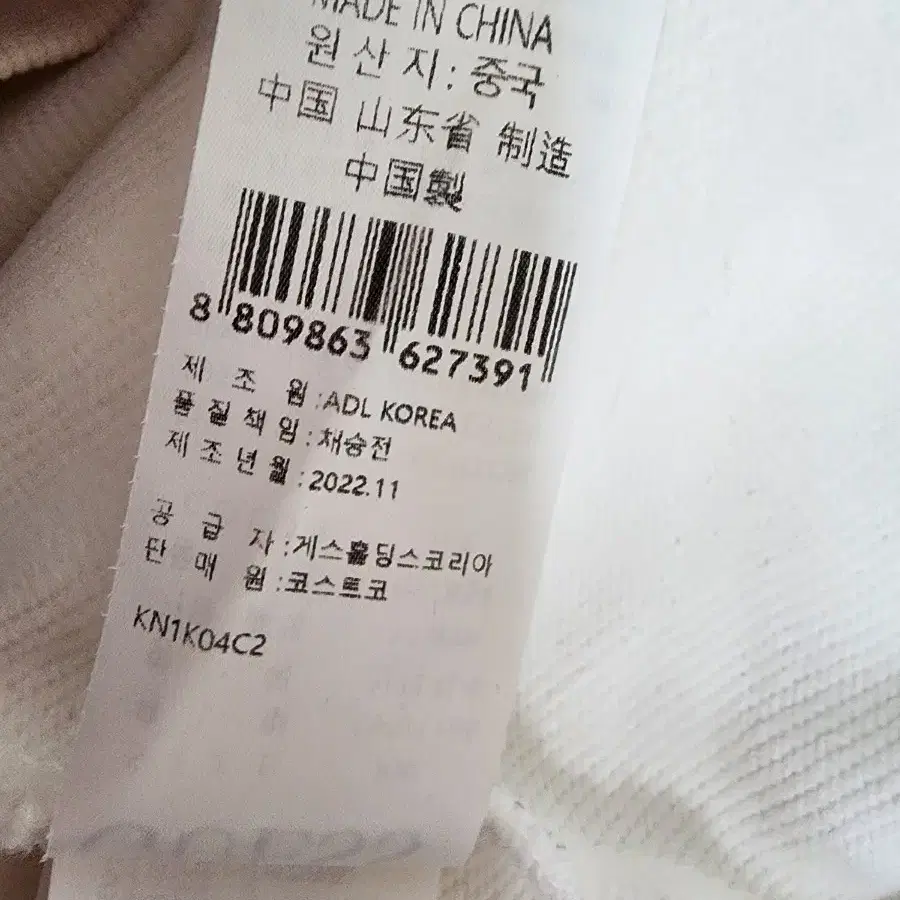 MADE IN CHINA
원산지: 중국
中国 山东省 制造
中国製
8 809863 627391
제 조 원 :ADL KOREA
품 질 책 임 :채승전
제 조 년 월 :2022.11
공 급 자 :게스홀딩스코리아
단 매 원 :코스트코
KN1K04C2